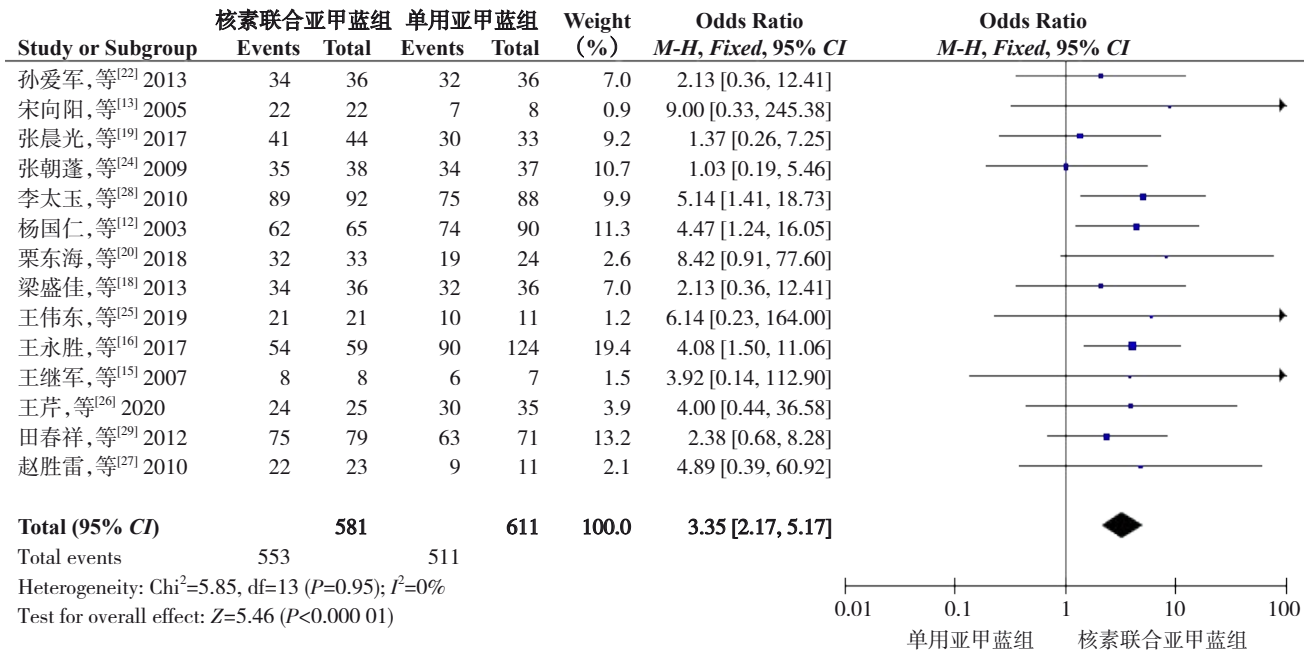 核素联合亚甲蓝组 单用亚甲蓝组 Weight Odds Ratio Odds Ratio
Study or Subgroup Events Total Events Total (%) M-H, Fixed, 95% CI M-H, Fixed, 95% CI
孙爱军,等[22] 2013 34 36 32 36 7.0 2.13 [0.36, 12.41]
宋向阳,等[13] 2005 22 22 7 8 0.9 9.00 [0.33, 245.38]
张晨光,等[19] 2017 41 44 30 33 9.2 1.37 [0.26, 7.25]
张朝蓬,等[24] 2009 35 38 34 37 10.7 1.03 [0.19, 5.46]
李太玉,等[28] 2010 89 92 75 88 9.9 5.14 [1.41, 18.73]
杨国仁,等[12] 2003 62 65 74 90 11.3 4.47 [1.24, 16.05]
栗东海,等[20] 2018 32 33 19 24 2.6 8.42 [0.91, 77.60]
梁盛佳,等[18] 2013 34 36 32 36 7.0 2.13 [0.36, 12.41]
王伟东,等[25] 2019 21 21 10 11 1.2 6.14 [0.23, 164.00]
王永胜,等[16] 2017 54 59 90 124 19.4 4.08 [1.50, 11.06]
王继军,等[15] 2007 8 8 6 7 1.5 3.92 [0.14, 112.90]
王芹,等[26] 2020 24 25 30 35 3.9 4.00 [0.44, 36.58]
田春祥,等[29] 2012 75 79 63 71 13.2 2.38 [0.68, 8.28]
赵胜雷,等[27] 2010 22 23 9 11 2.1 4.89 [0.39, 60.92]
Total (95% CI) 581 611 100.0 3.35 [2.17, 5.17]
Total events 553 511
Heterogeneity: Chi²=5.85, df=13 (P=0.95); I²=0%
Test for overall effect: Z=5.46 (P<0.000 01)
0.01 0.1 1 10 100
单用亚甲蓝组 核素联合亚甲蓝组